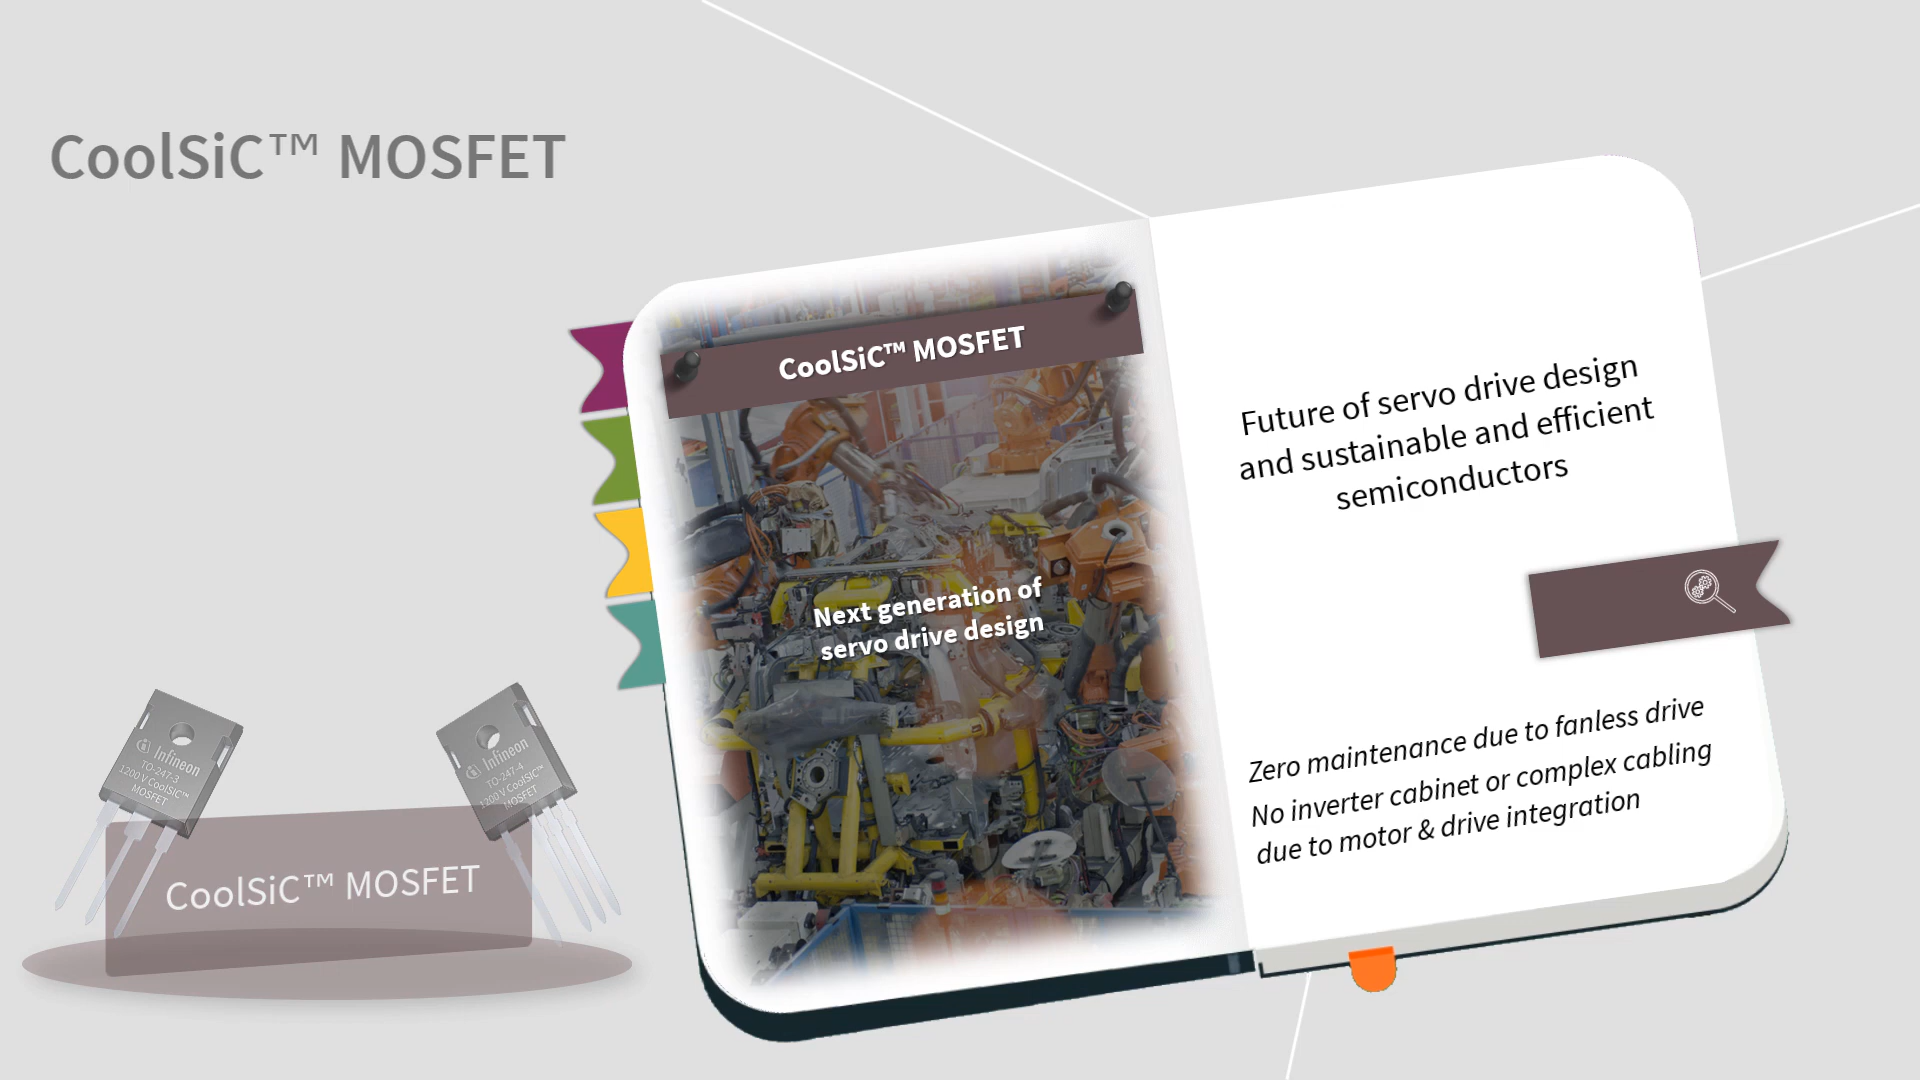 CoolSiC™ MOSFET
CoolSiC™ MOSFET
Next generation of
servo drive design
Future of servo drive design
and sustainable and efficient
semiconductors
Zero maintenance due to fanless drive
No inverter cabinet or complex cabling
due to motor & drive integration
Infineon
TO-247-3
1200 V CoolSiC™
MOSFET
Infineon
TO-247-4
1200 V CoolSiC™
MOSFET
CoolSiC™ MOSFET